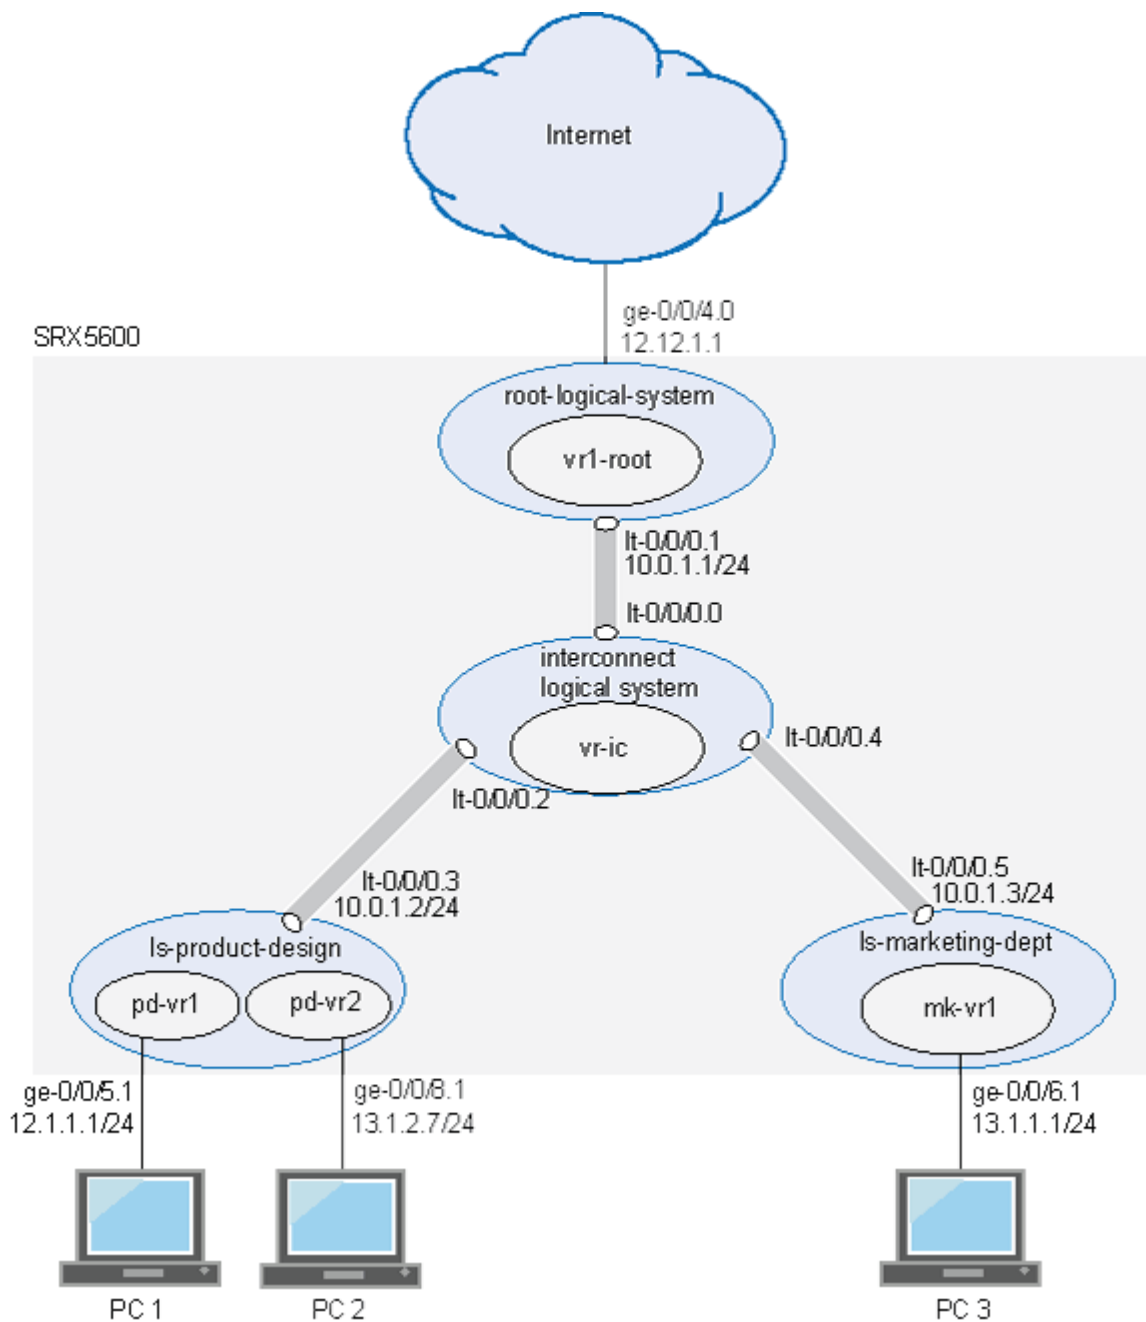 Internet
ge-0/0/4.0
12.12.1.1
SRX5600
root-logical-system
vr1-root
lt-0/0/0.1
10.0.1.1/24
lt-0/0/0.0
interconnect
logical system
vr-ic
lt-0/0/0.4
lt-0/0/0.2
lt-0/0/0.3
10.0.1.2/24
lt-0/0/0.5
10.0.1.3/24
ls-product-design
pd-vr1
pd-vr2
ls-marketing-dept
mk-vr1
ge-0/0/5.1
12.1.1.1/24
ge-0/0/8.1
13.1.2.7/24
ge-0/0/6.1
13.1.1.1/24
PC 1
PC 2
PC 3